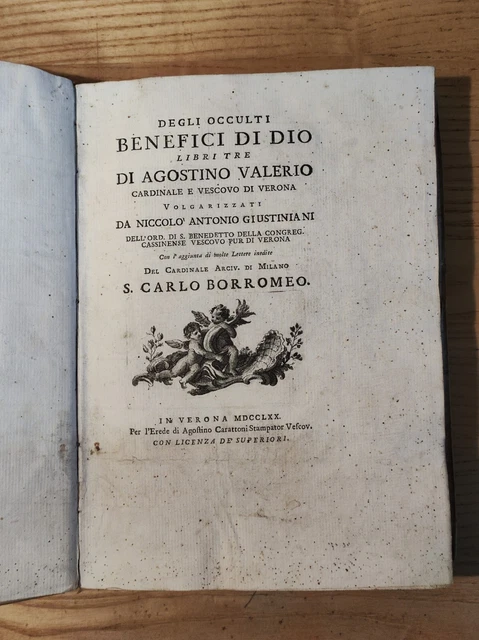 DEGLI OCCULTI
BENEFICI DI DIO
LIBRI TRE
DI AGOSTINO VALERIO
CARDINALE E VESCOVO DI VERONA
VOLGARIZZATI
DA NICCOLO' ANTONIO GIUSTINIANI
DELL'ORD. DI S. BENEDETTO DELLA CONGREG.
CASSINENSE VESCOVO PUR DI VERONA
Con l'aggiunta di molte Lettere inedite
DEL CARDINALE ARCIV. DI MILANO
S. CARLO BORROMEO.
IN VERONA MDCCLXX.
Per l'Erede di Agostino Carattoni Stampator Vescov.
CON LICENZA DE' SUPERIORI.